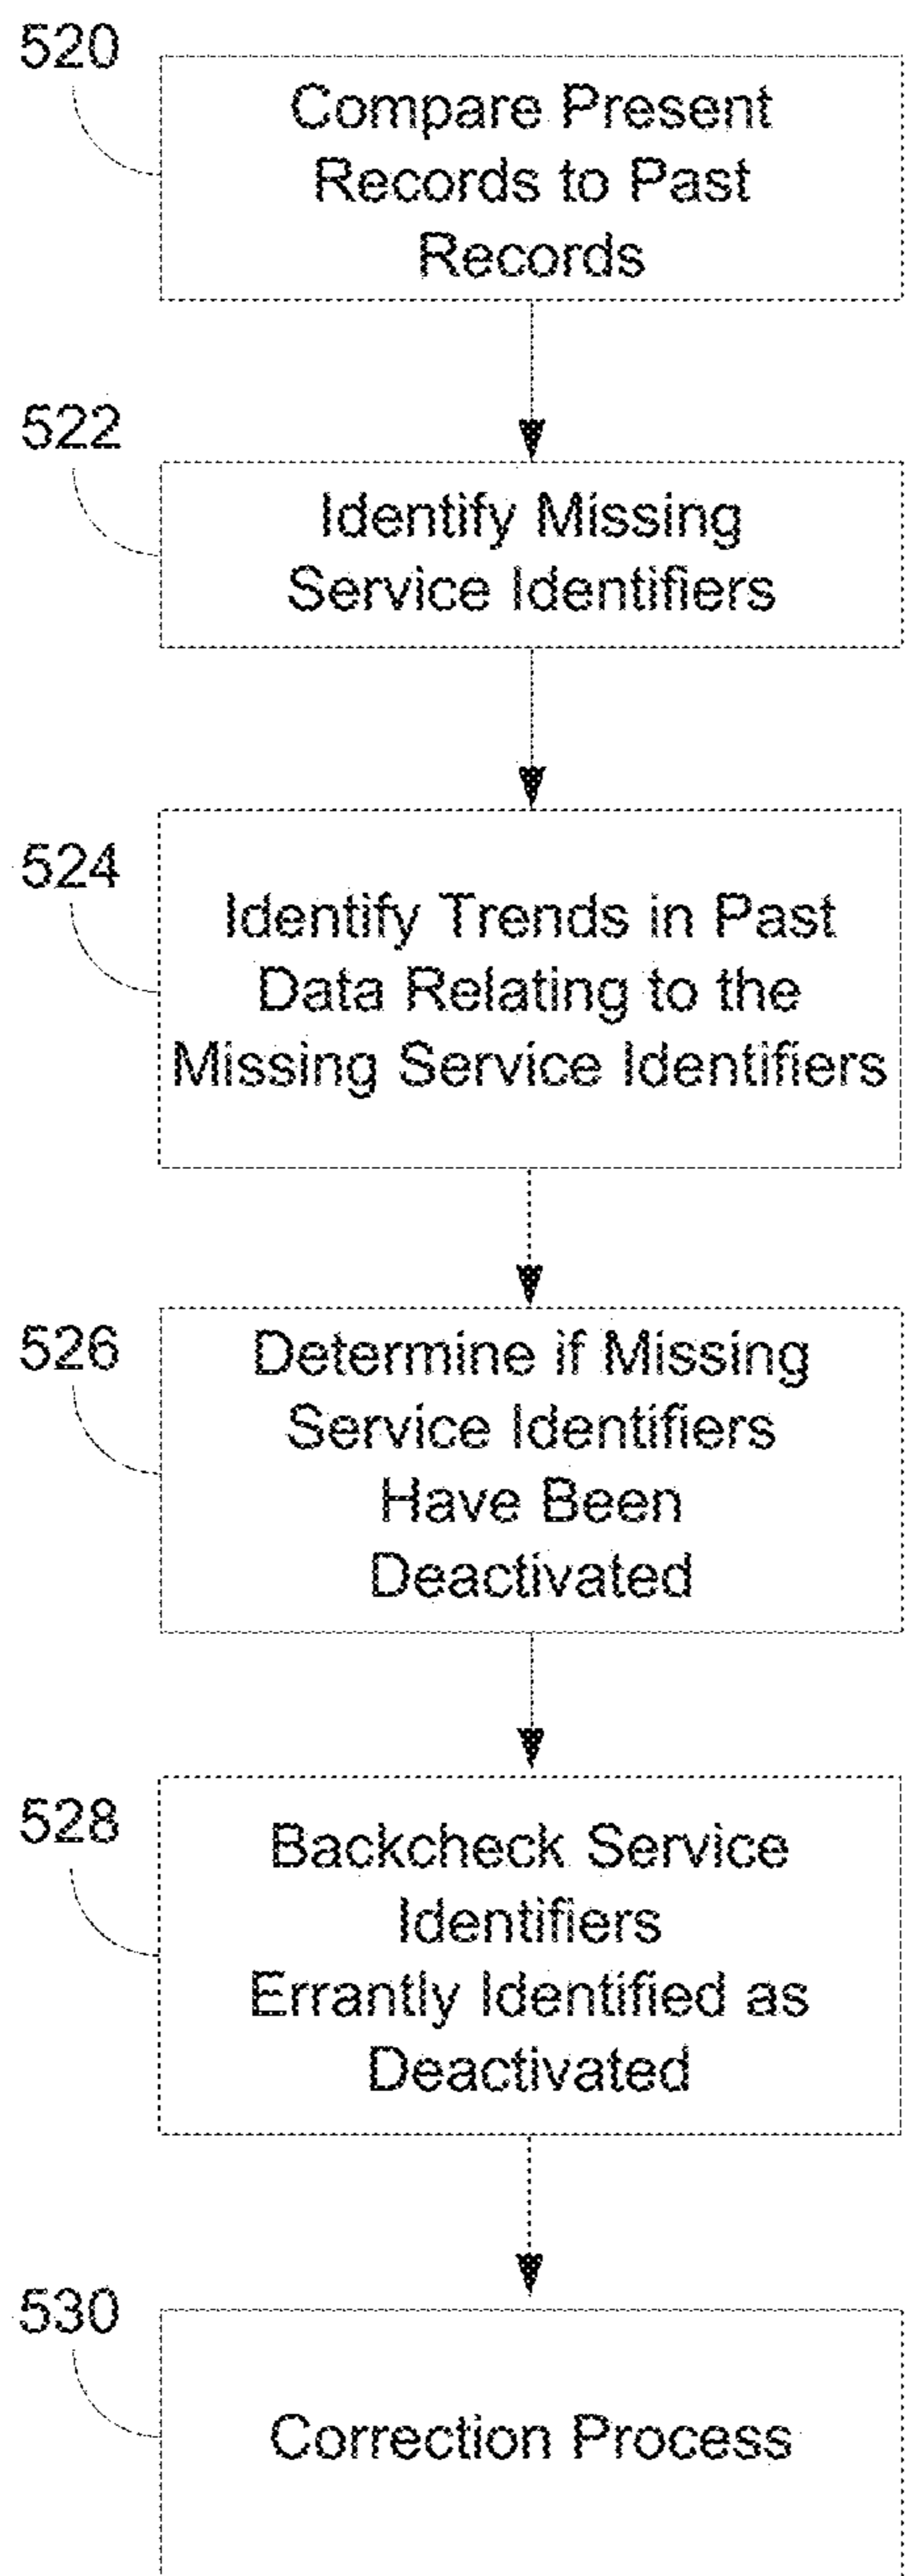 520
Compare Present
Records to Past
Records
522
Identify Missing
Service Identifiers
524
Identify Trends in Past
Data Relating to the
Missing Service Identifiers
526
Determine if Missing
Service Identifiers
Have Been
Deactivated
528
Backcheck Service
Identifiers
Errantly Identified as
Deactivated
530
Correction Process